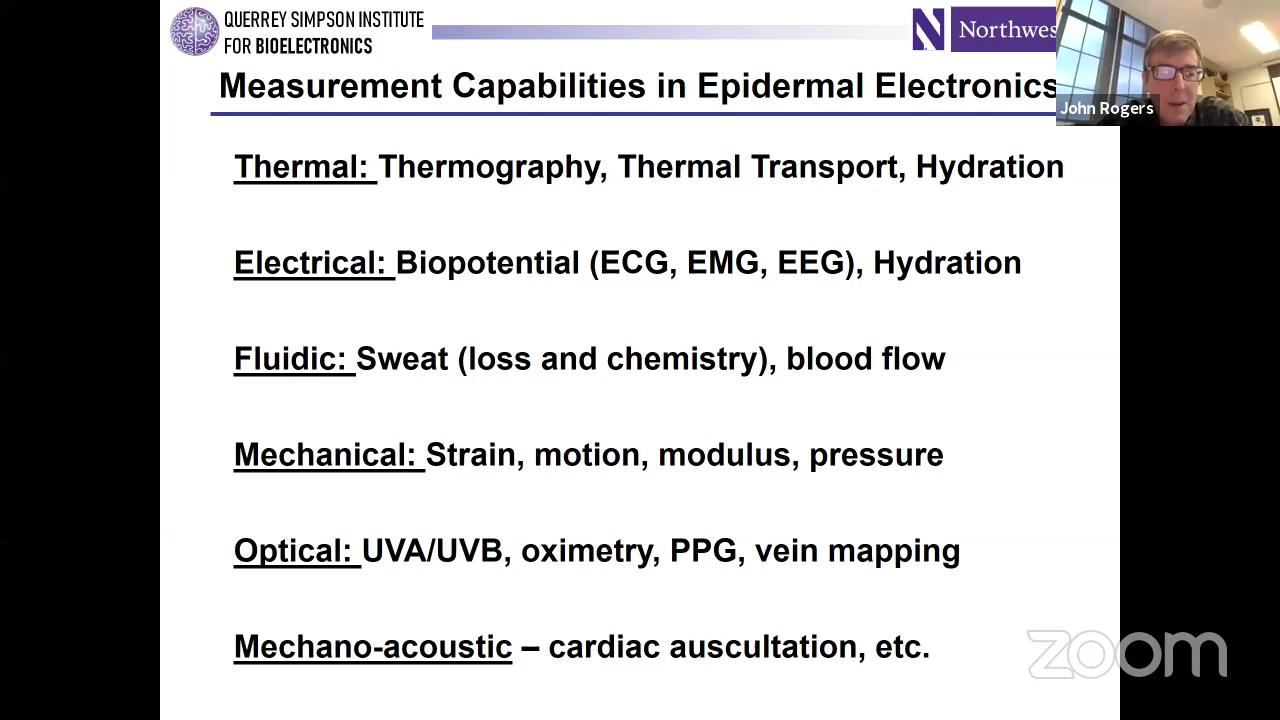 QUERREY SIMPSON INSTITUTE
FOR BIOELECTRONICS
N Northwes
Measurement Capabilities in Epidermal Electronics
John Rogers
Thermal: Thermography, Thermal Transport, Hydration
Electrical: Biopotential (ECG, EMG, EEG), Hydration
Fluidic: Sweat (loss and chemistry), blood flow
Mechanical: Strain, motion, modulus, pressure
Optical: UVA/UVB, oximetry, PPG, vein mapping
Mechano-acoustic – cardiac auscultation, etc.
zoom